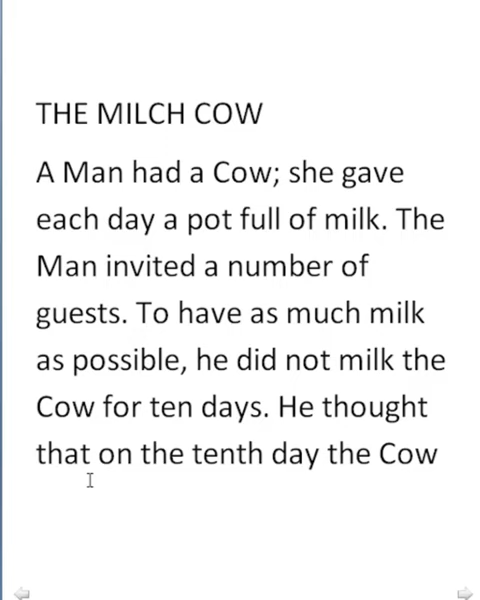 THE MILCH COW
A Man had a Cow; she gave
each day a pot full of milk. The
Man invited a number of
guests. To have as much milk
as possible, he did not milk the
Cow for ten days. He thought
that on the tenth day the Cow